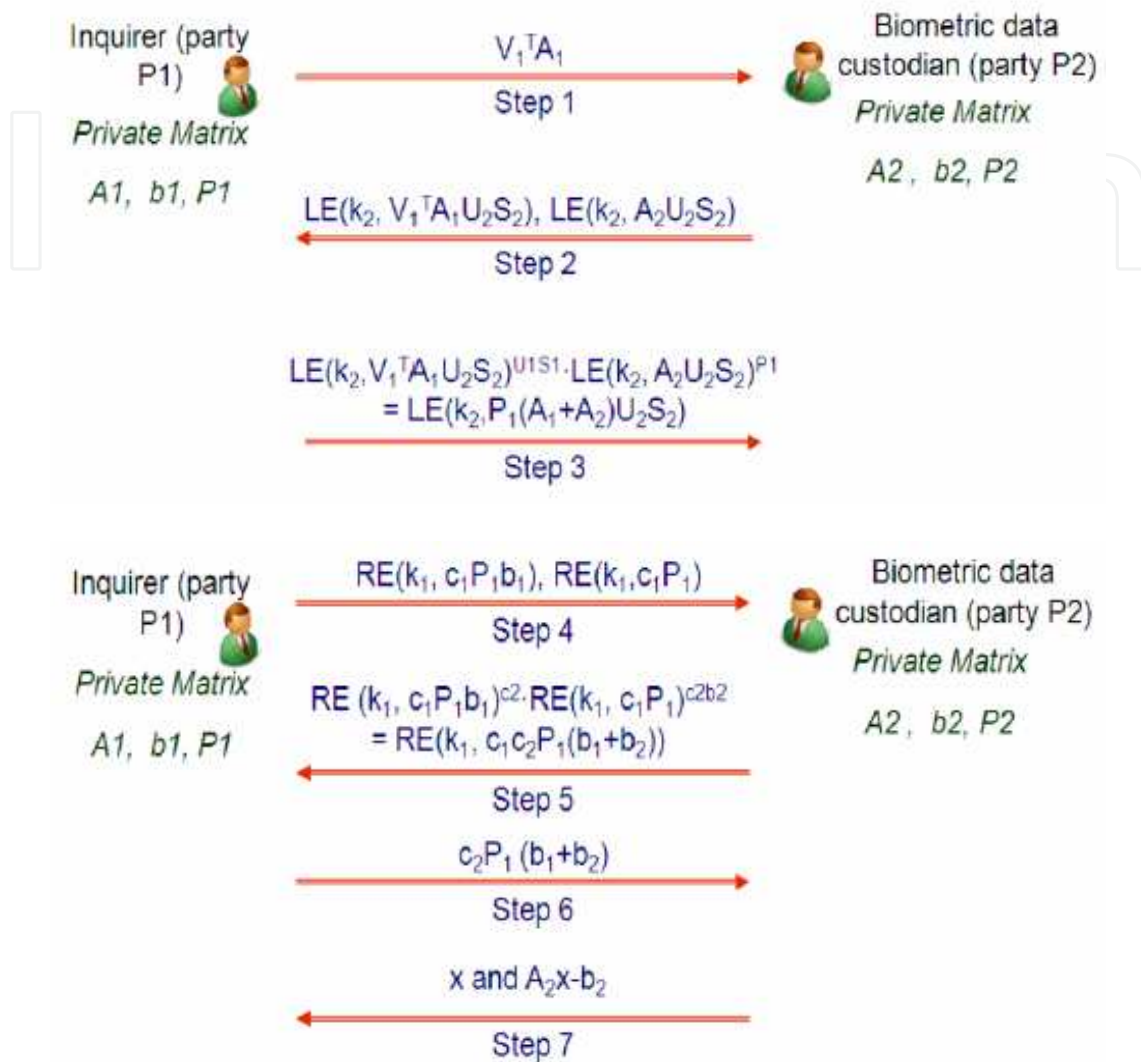 Inquirer (party
P1)
Private Matrix
A1, b1, P1
V₁ᵀA₁
Step 1
Biometric data
custodian (party P2)
Private Matrix
A2 , b2, P2
LE(k₂, V₁ᵀA₁U₂S₂), LE(k₂, A₂U₂S₂)
Step 2
LE(k₂,V₁ᵀA₁U₂S₂)ᵁ¹ˢ¹·LE(k₂, A₂U₂S₂)ᴾ¹
= LE(k₂,P₁(A₁+A₂)U₂S₂)
Step 3
Inquirer (party
P1)
Private Matrix
A1, b1, P1
RE(k₁, c₁P₁b₁), RE(k₁,c₁P₁)
Step 4
Biometric data
custodian (party P2)
Private Matrix
A2 , b2, P2
RE (k₁, c₁P₁b₁)ᶜ²·RE(k₁, c₁P₁)ᶜ²ᵇ²
= RE(k₁, c₁c₂P₁(b₁+b₂))
Step 5
c₂P₁ (b₁+b₂)
Step 6
x and A₂x-b₂
Step 7